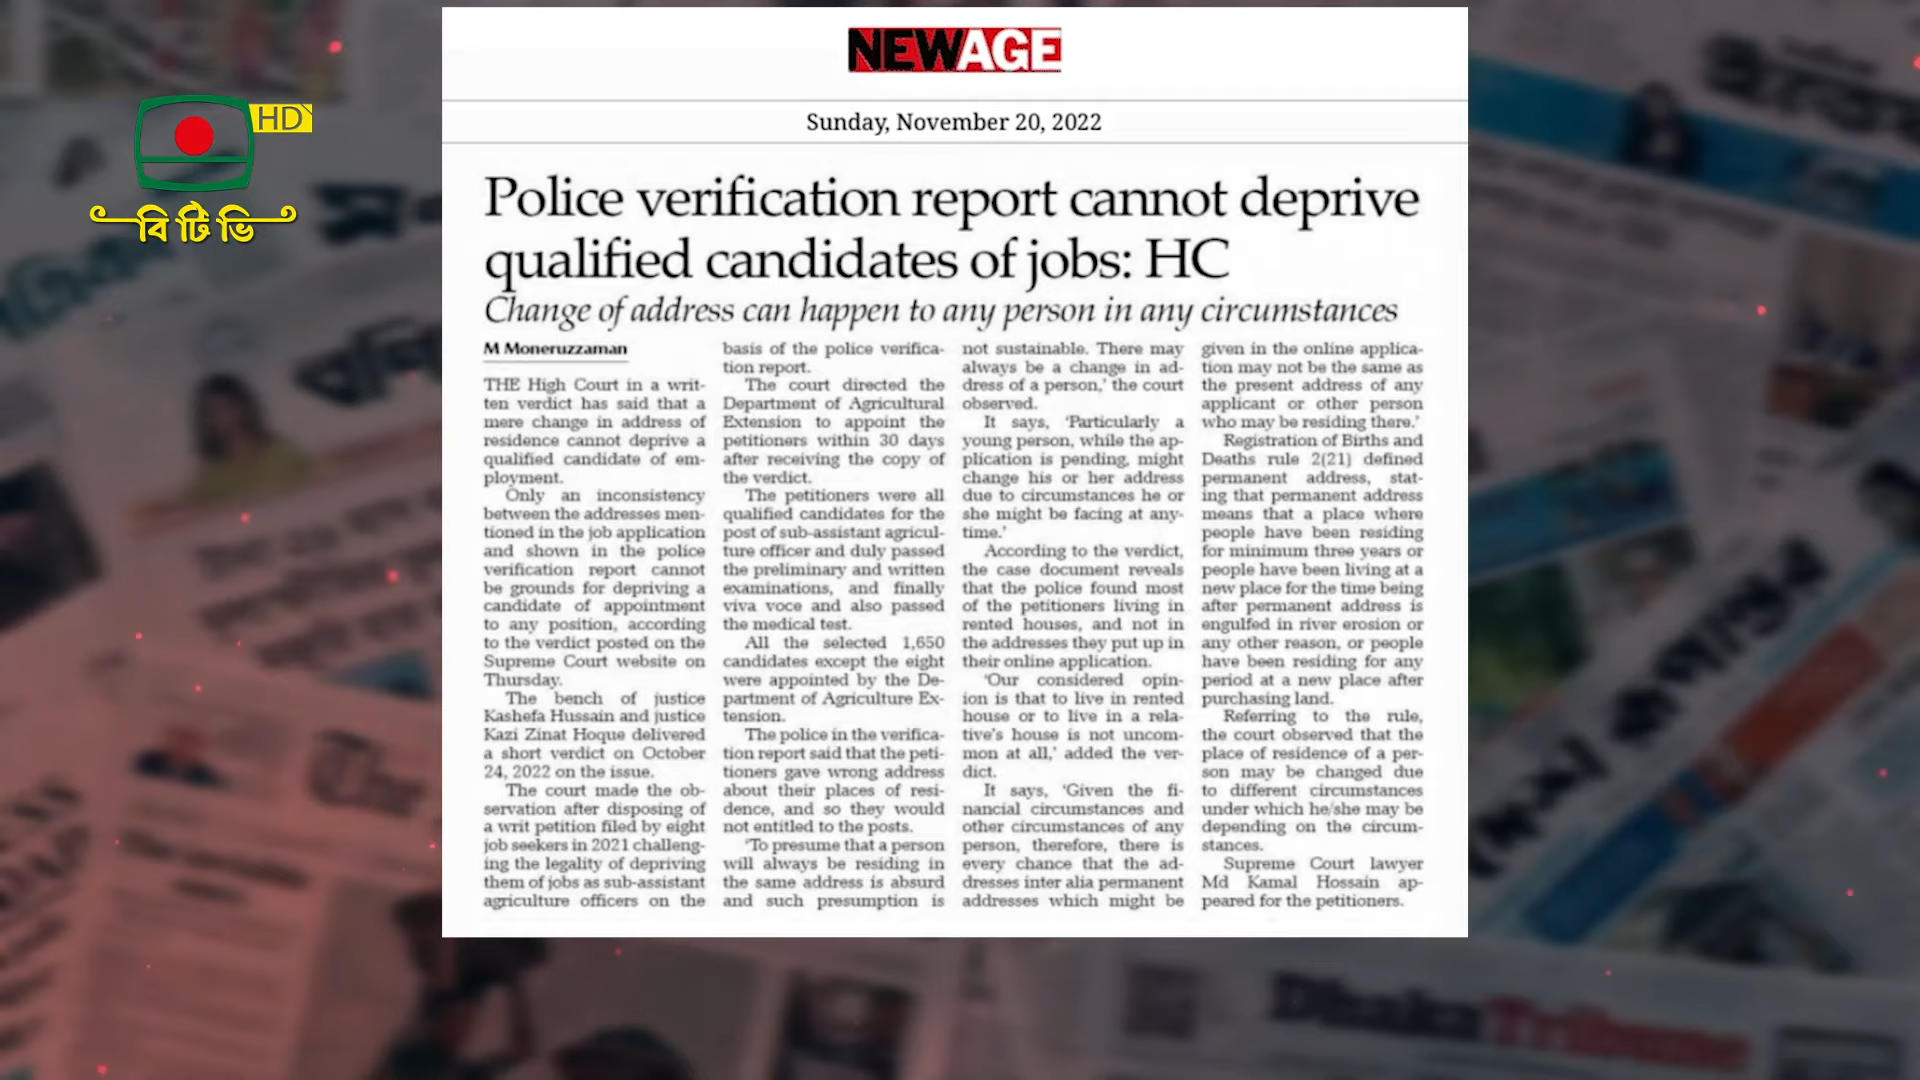 HD
বিটিভি
NEWAGE
Sunday, November 20, 2022
Police verification report cannot deprive
qualified candidates of jobs: HC
Change of address can happen to any person in any circumstances
M Moneruzzaman
THE High Court in a writ-
ten verdict has said that a
mere change in address of
residence cannot deprive a
qualified candidate of em-
ployment.
Only an inconsistency
between the addresses men-
tioned in the job application
and shown in the police
verification report cannot
be grounds for depriving a
candidate of appointment
to any position, according
to the verdict posted on the
Supreme Court website on
Thursday.
The bench of justice
Kashefa Hussain and justice
Kazi Zinat Hoque delivered
a short verdict on October
24, 2022 on the issue.
The court made the ob-
servation after disposing of
a writ petition filed by eight
job seekers in 2021 challeng-
ing the legality of depriving
them of jobs as sub-assistant
agriculture officers on the
basis of the police verifica-
tion report.
The court directed the
Department of Agricultural
Extension to appoint the
petitioners within 30 days
after receiving the copy of
the verdict.
The petitioners were all
qualified candidates for the
post of sub-assistant agricul-
ture officer and duly passed
the preliminary and written
examinations, and finally
viva voce and also passed
the medical test.
All the selected 1,650
candidates except the eight
were appointed by the De-
partment of Agriculture Ex-
tension.
The police in the verifica-
tion report said that the peti-
tioners gave wrong address
about their places of resi-
dence, and so they would
not entitled to the posts.
'To presume that a person
will always be residing in
the same address is absurd
and such presumption is
not sustainable. There may
always be a change in ad-
dress of a person,' the court
observed.
It says, 'Particularly a
young person, while the ap-
plication is pending, might
change his or her address
due to circumstances he or
she might be facing at any-
time.'
According to the verdict,
the case document reveals
that the police found most
of the petitioners living in
rented houses, and not in
the addresses they put up in
their online application.
'Our considered opin-
ion is that to live in rented
house or to live in a rela-
tive's house is not uncom-
mon at all,' added the ver-
dict.
It says, 'Given the fi-
nancial circumstances and
other circumstances of any
person, therefore, there is
every chance that the ad-
dresses inter alia permanent
addresses which might be
given in the online applica-
tion may not be the same as
the present address of any
applicant or other person
who may be residing there.'
Registration of Births and
Deaths rule 2(21) defined
permanent address, stat-
ing that permanent address
means that a place where
people have been residing
for minimum three years or
people have been living at a
new place for the time being
after permanent address is
engulfed in river erosion or
any other reason, or people
have been residing for any
period at a new place after
purchasing land.
Referring to the rule,
the court observed that the
place of residence of a per-
son may be changed due
to different circumstances
under which he/she may be
depending on the circum-
stances.
Supreme Court lawyer
Md Kamal Hossain ap-
peared for the petitioners.
Dhaka Tribune